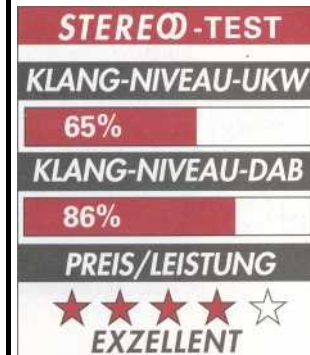 STEREO-TEST
KLANG-NIVEAU-UKW
65%
KLANG-NIVEAU-DAB
86%
PREIS/LEISTUNG
EXZELLENT